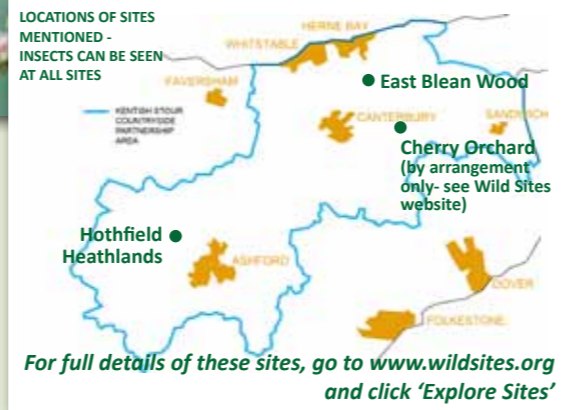 LOCATIONS OF SITES
MENTIONED -
INSECTS CAN BE SEEN
AT ALL SITES
HERNE BAY
WHITSTABLE
FAVERSHAM
East Blean Wood
KENTISH STOUR
COUNTRYSIDE
PARTNERSHIP
AREA
CANTERBURY
SANDWICH
Cherry Orchard
(by arrangement
only- see Wild Sites
website)
Hothfield
Heathlands
ASHFORD
DOVER
FOLKESTONE
For full details of these sites, go to www.wildsites.org
and click ‘Explore Sites’